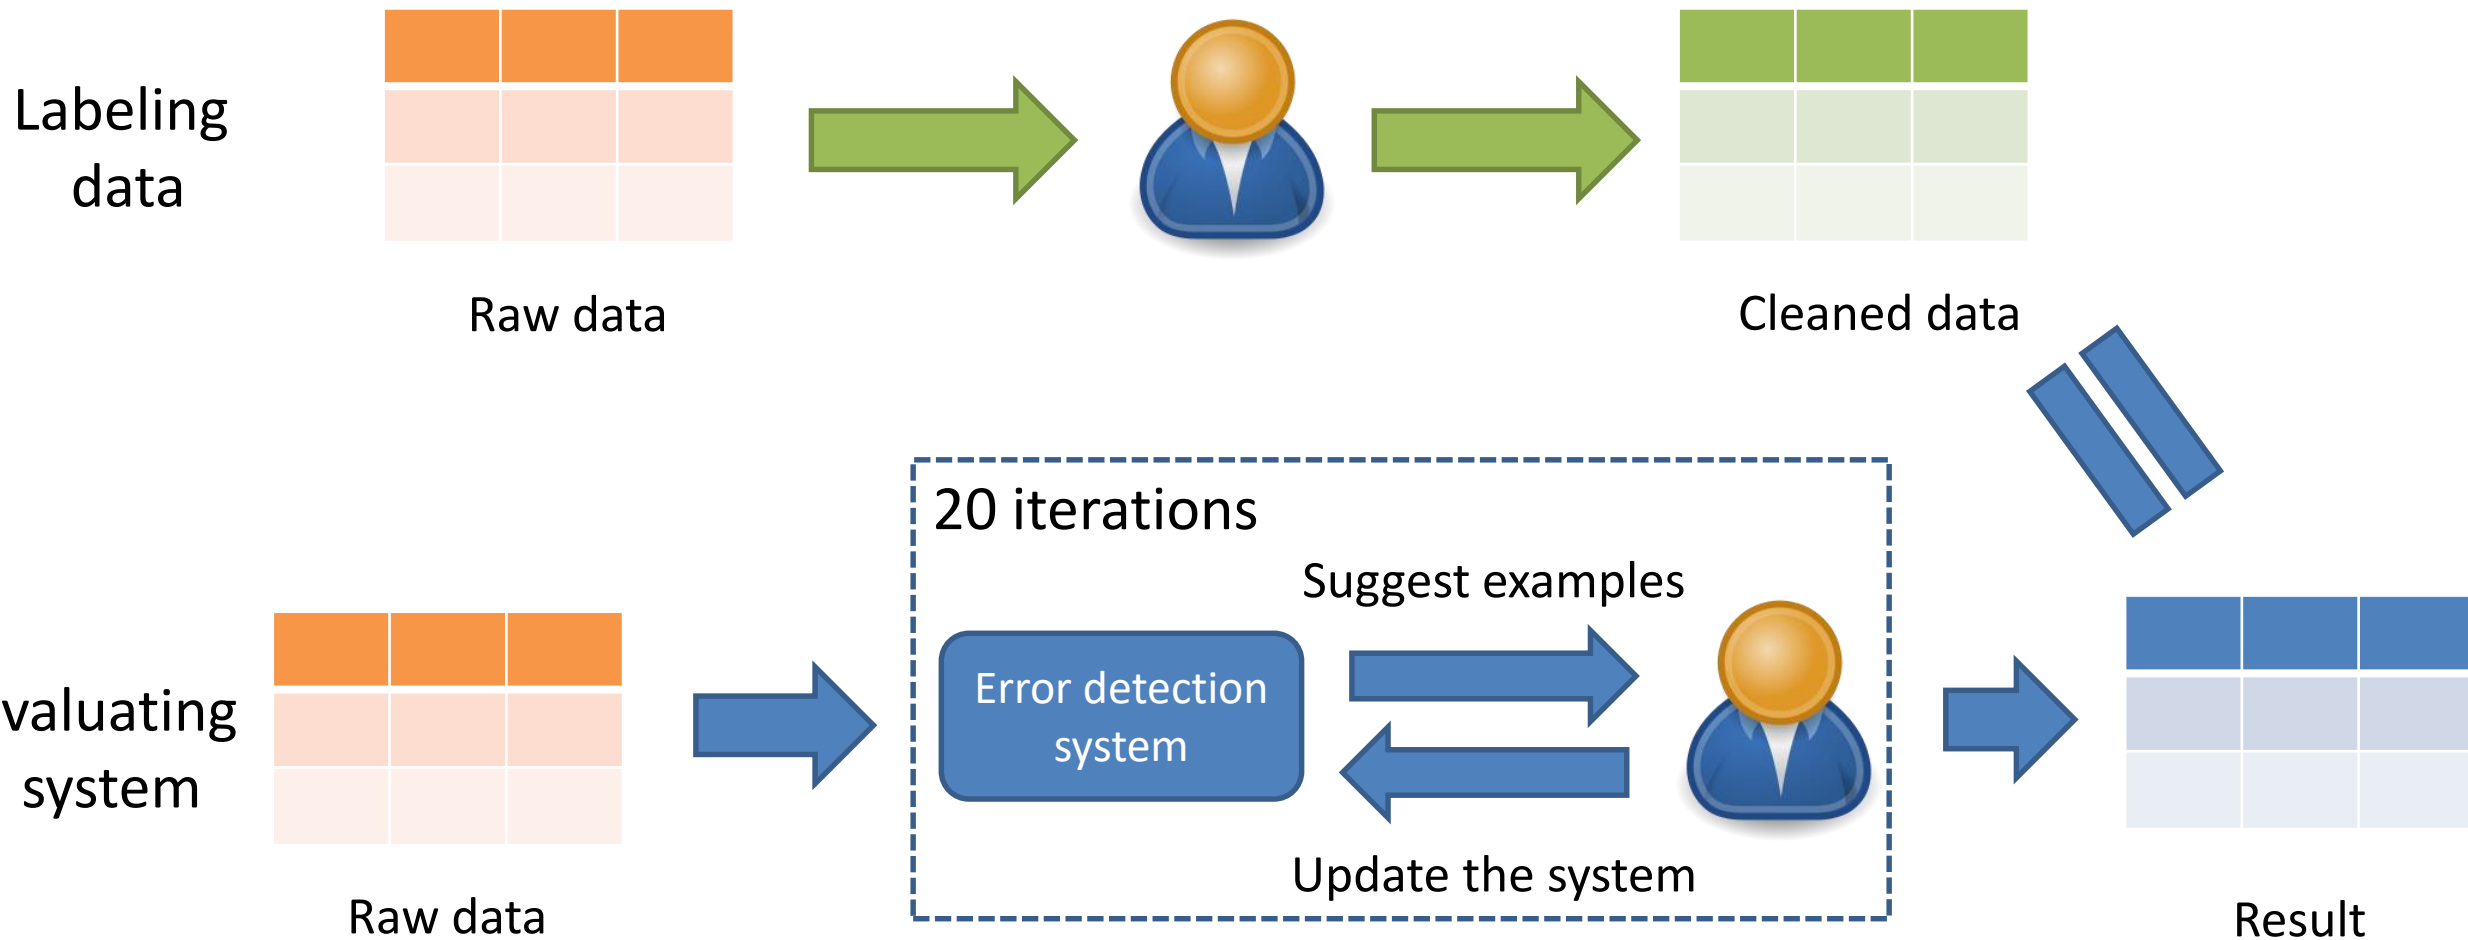 Labeling
data
Raw data
Cleaned data
20 iterations
Suggest examples
Error detection
system
valuating
system
Update the system
Raw data
Result